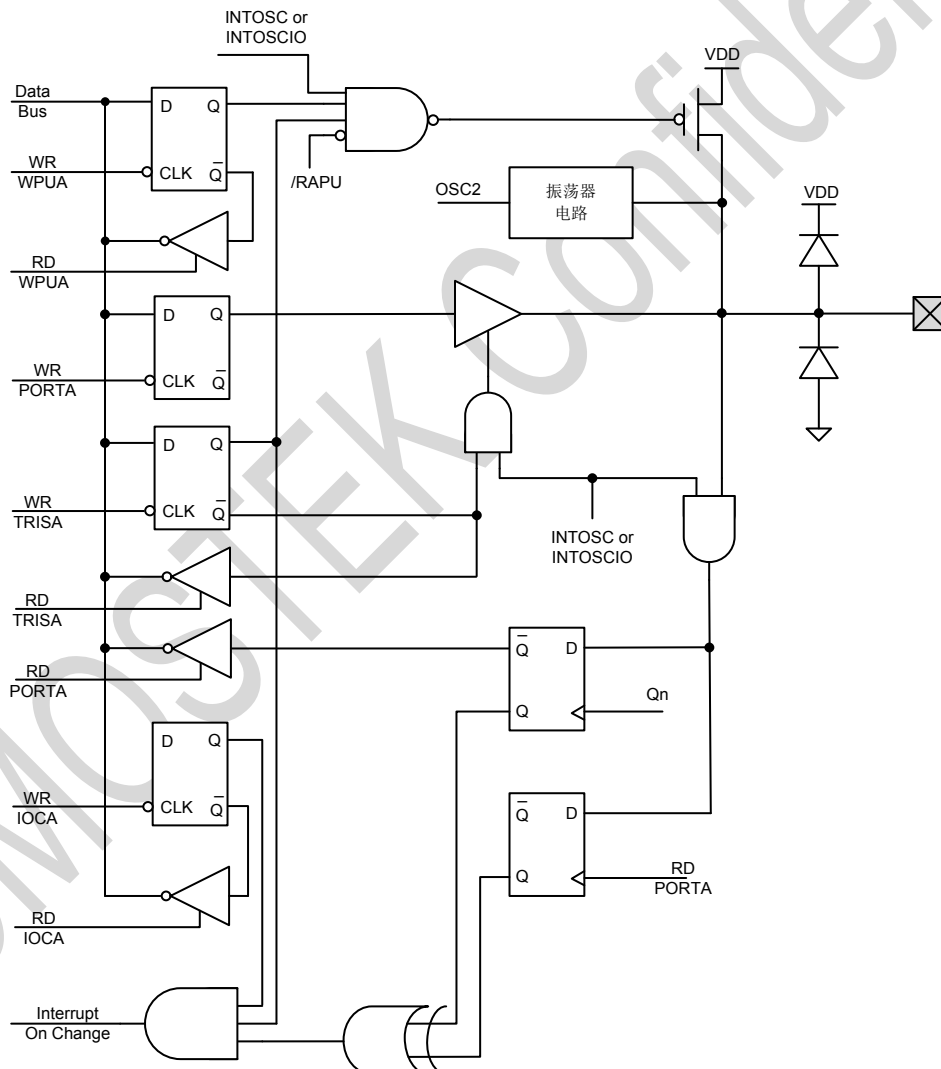 INTOSC or
INTOSCIO
VDD
Data
Bus
D Q
WR
WPUA
CLK Q
/RAPU
OSC2
振荡器
电路
VDD
RD
WPUA
D Q
WR
PORTA
CLK Q
D Q
WR
TRISA
CLK Q
INTOSC or
INTOSCIO
RD
TRISA
RD
PORTA
Q D
Qn
Q
D Q
WR
IOCA
CLK Q
Q D
Q
RD
PORTA
RD
IOCA
Interrupt
On Change
MOSTEK Confiden